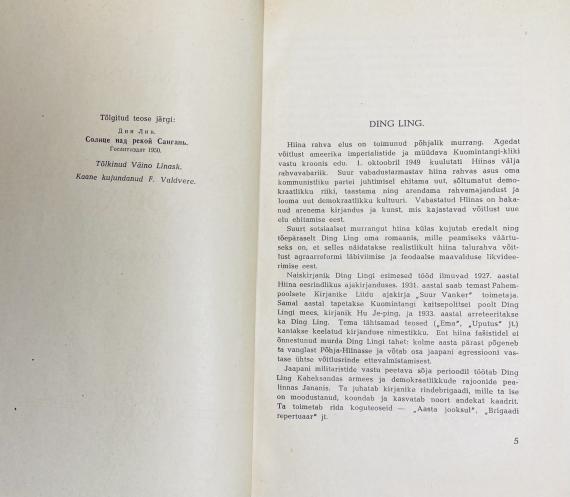 Tõlgitud teose järgi:
Дин Лин.
Солнце над рекой Сангань.
Гослитиздат 1950.
Tõlkinud Väino Linask.
Kaane kujundanud F. Valdvere.
DING LING.
Hiina rahva elus on toimunud põhjalik murrang. Ägedat
võitlust ameerika imperialistide ja müüdava Kuomintangi-kliki
vastu kroonis edu. 1. oktoobril 1949 kuulutati Hiinas välja
rahvavabariik. Suur vabadustarmastav hiina rahvas asus oma
kommunistliku partei juhtimisel ehitama uut, sõltumatut demo-
kraatlikku riiki, taastama ning arendama rahvamajandust ja
looma uut demokraatlikku kultuuri. Vabastatud Hiinas on haka-
nud arenema kirjandus ja kunst, mis kajastavad võitlust uue
elu ehitamise eest.
Suurt sotsiaalset murrangut hiina külas kujutab eredalt ning
tõepäraselt Ding Ling oma romaanis, mille peamiseks väärtu-
seks on, et selles näidatakse realistlikult hiina talurahva võit-
lust agraarreformi läbiviimise ja feodaalse maavalduse likvidee-
rimise eest.
Naiskirjanik Ding Lingi esimesed tööd ilmuvad 1927. aastal
Hiina eesrindlikus ajakirjanduses. 1931. aastal saab temast Pahem-
poolsete Kirjanike Liidu ajakirja „Suur Vanker" toimetaja.
Samal aastal tapetakse Kuomintangi kaitsepolitsei poolt Ding
Lingi mees, kirjanik Hu Je-ping, ja 1933. aastal arreteeritakse
ka Ding Ling. Tema tähtsamad teosed („Ema", „Uputus" jt.)
kantakse keelatud kirjanduse nimestikku. Ent hiina fašistidel ei
õnnestunud murda Ding Lingi tahet: kolme aasta pärast põgeneb
ta vanglast Põhja-Hiinasse ja võtab osa jaapani agressiooni vas-
tase ühtse võitlusrinde ettevalmistamisest.
Jaapani militaristide vastu peetava sõja perioodil töötab Ding
Ling Kaheksandas armees ja demokraatlikkude rajoonide pea-
linnas Jananis. Ta juhatab kirjanike rindebrigaadi, mille ta ise
on moodustanud, koondab ja kasvatab noort andekat kaadrit.
Ta toimetab rida koguteoseid — „Aasta jooksul", „Brigaadi
repertuaar" jt.
5